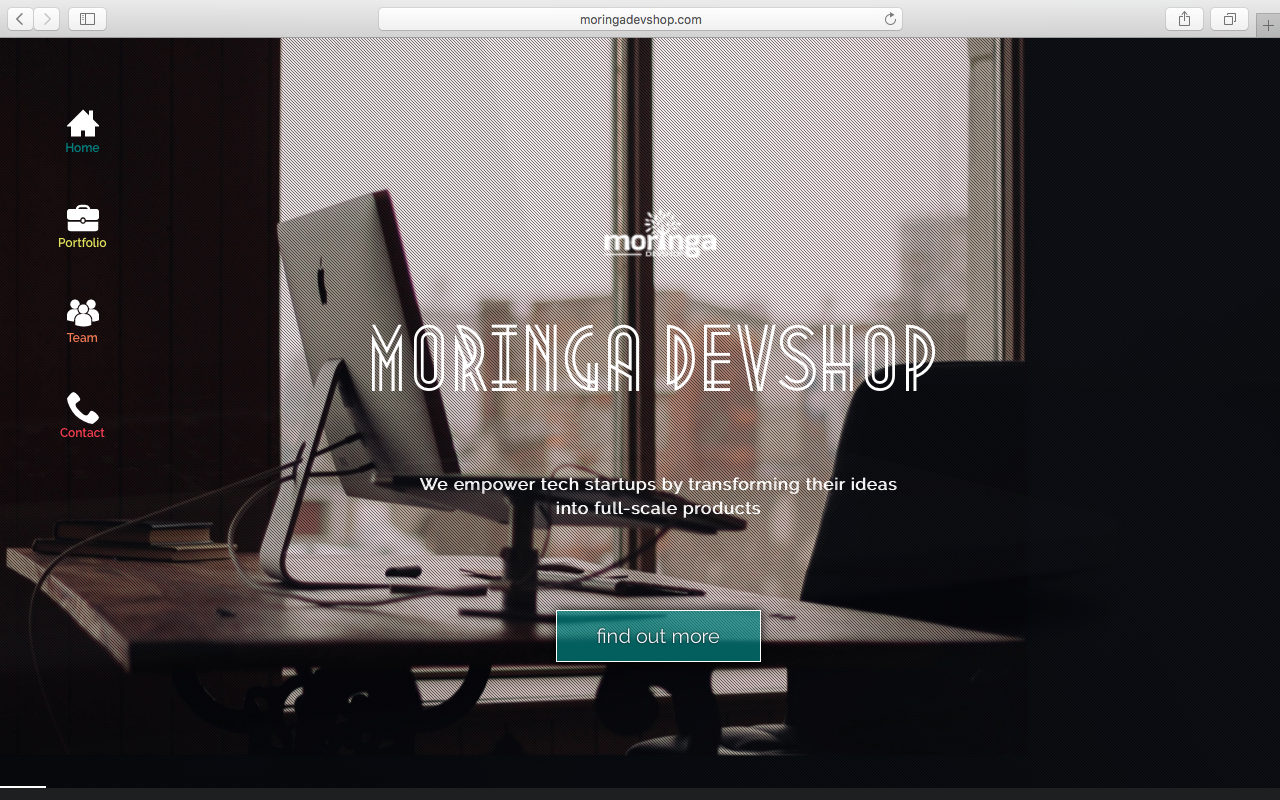 moringadevshop.com
Home
Portfolio
Team
Contact
moringa
DEVSHOP
MORINGA DEVSHOP
We empower tech startups by transforming their ideas
into full-scale products
find out more